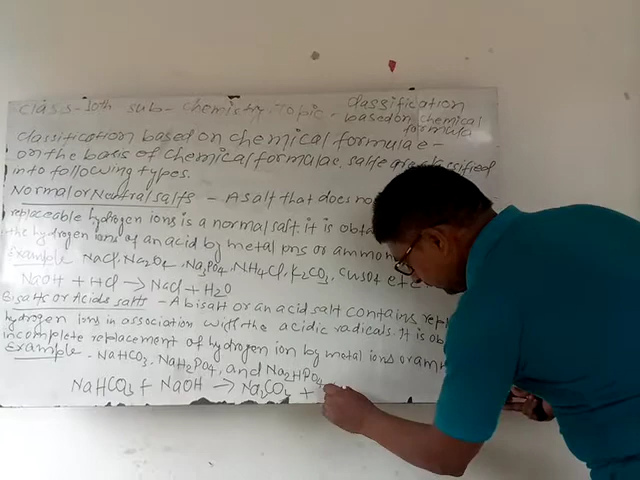 class - 10th sub - chemistry. Topic - classification
based on chemical
formula
classification based on chemical formulae -
on the basis of chemical formulae, salts are classified
into following types.
Normal or Neutral salts - A salt that does no
replaceable hydrogen ions is a normal salt. it is obta
the hydrogen ions of an acid by metal ions or ammon
Example NaCl, Na2O4, Na3PO4, NH4Cl, K2CO3, CuSO4 etc
NaOH + HCl → NaCl + H2O
Bisalts or Acids salts - A bisalt or an acid salt contains rep
hydrogen ions in association with the acidic radicals. It is ob
incomplete replacement of hydrogen ion by metal ions or amm
Example - NaHCO3, NaH2PO4, and Na2HPO4
NaHCO3 + NaOH → Na2CO3 +